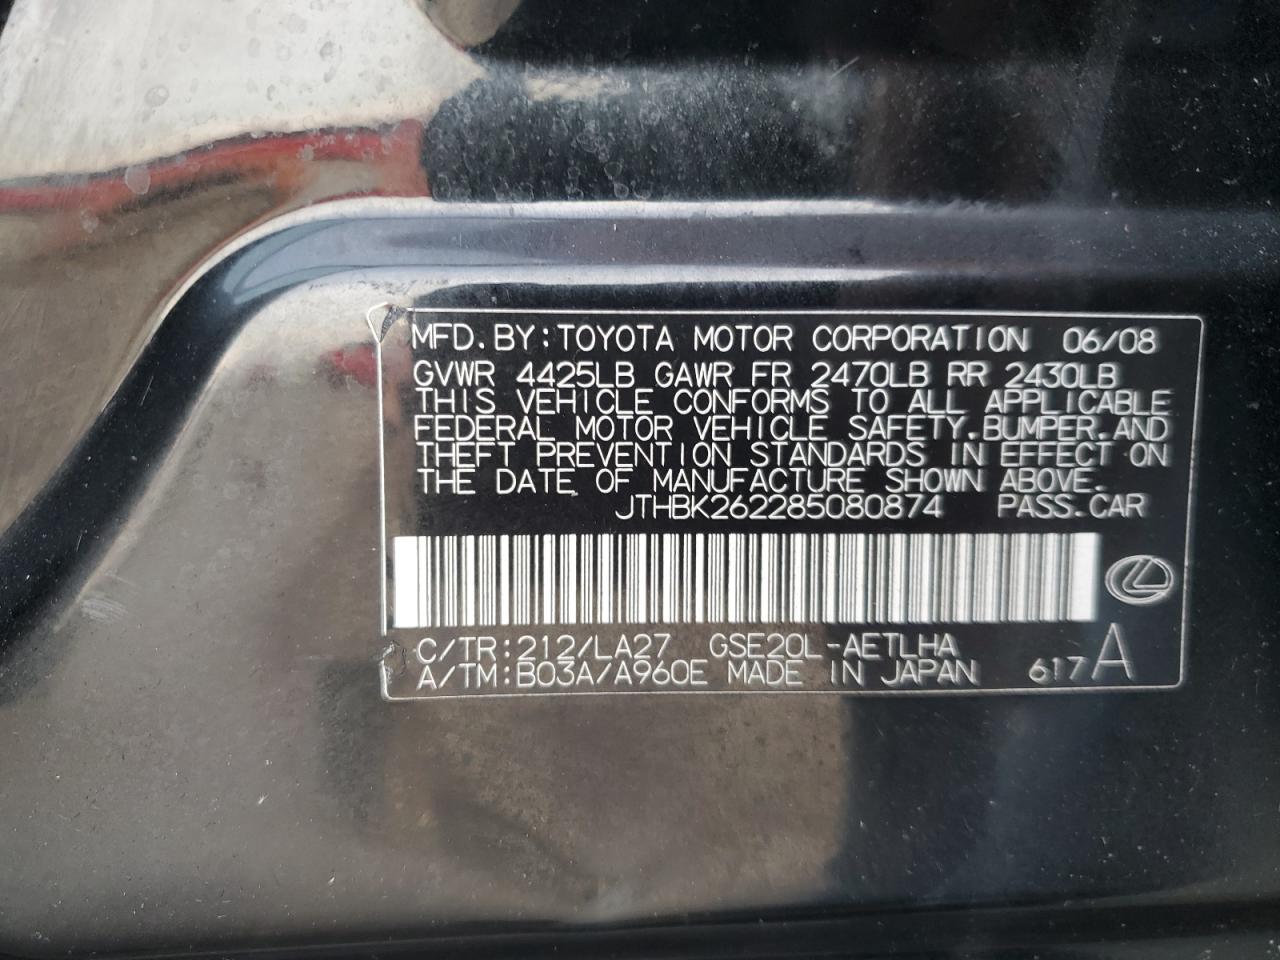 MFD. BY: TOYOTA MOTOR CORPORATION 06/08
GVWR 4425LB GAWR FR 2470LB RR 2430LB
THIS VEHICLE CONFORMS TO ALL APPLICABLE
FEDERAL MOTOR VEHICLE SAFETY, BUMPER, AND
THEFT PREVENTION STANDARDS IN EFFECT ON
THE DATE OF MANUFACTURE SHOWN ABOVE.
JTHBK262285080874 PASS. CAR
C/TR: 212/LA27 GSE20L-AETLHA
A/TM: B03A/A960E MADE IN JAPAN 617 A